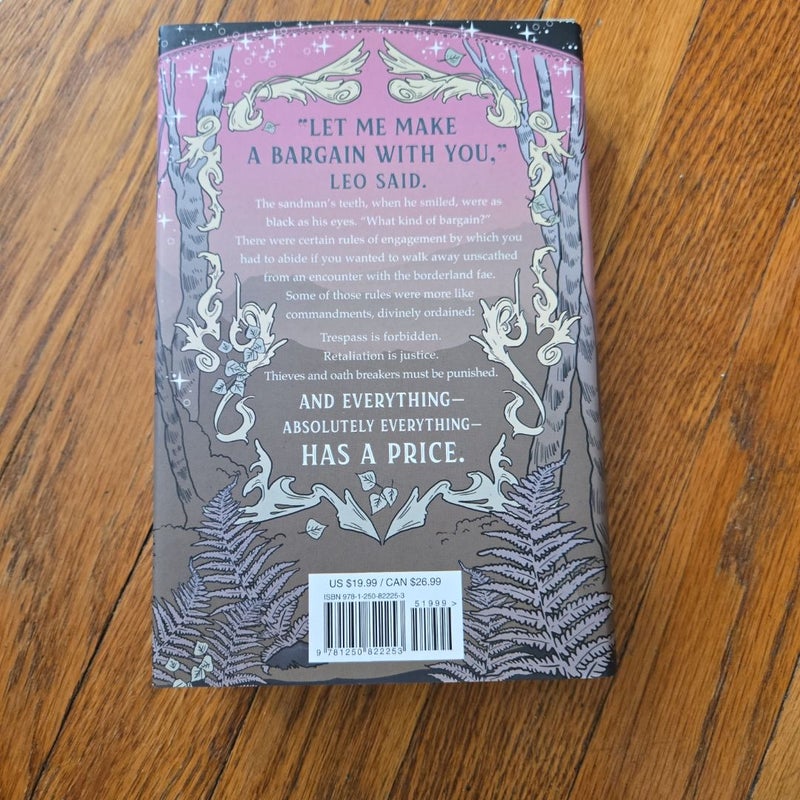 “LET ME MAKE
A BARGAIN WITH YOU,”
LEO SAID.
The sandman’s teeth, when he smiled, were as
black as his eyes. “What kind of bargain?”
There were certain rules of engagement by which you
had to abide if you wanted to walk away unscathed
from an encounter with the borderland fae.
Some of those rules were more like
commandments, divinely ordained:
Trespass is forbidden.
Retaliation is justice.
Thieves and oath breakers must be punished.
AND EVERYTHING—
ABSOLUTELY EVERYTHING—
HAS A PRICE.
US $19.99 / CAN $26.99
ISBN 978-1-250-82225-3
51999>
9 781250 822253